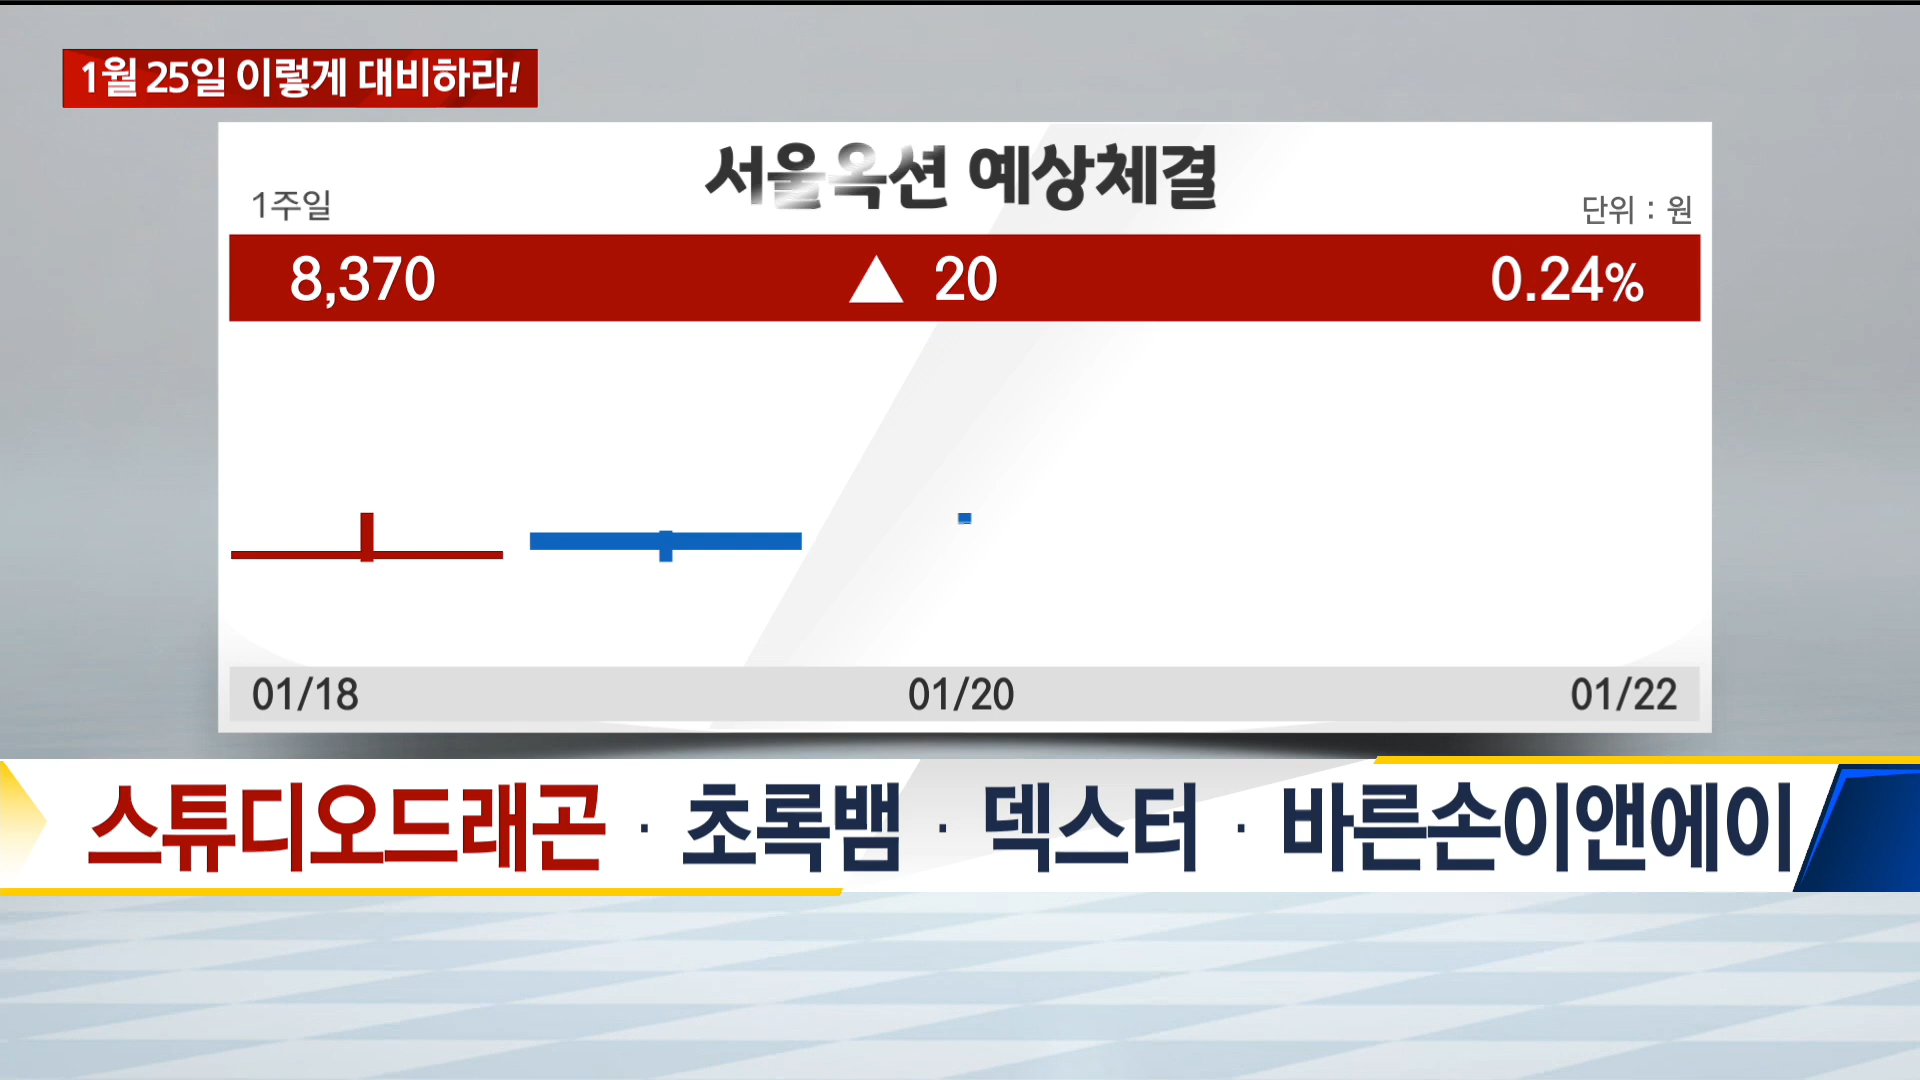 1월 25일 이렇게 대비하라!
서울옥션 예상체결
1주일
단위 : 원
8,370 ▲ 20 0.24%
01/18 01/20 01/22
스튜디오드래곤 · 초록뱀 · 덱스터 · 바른손이앤에이